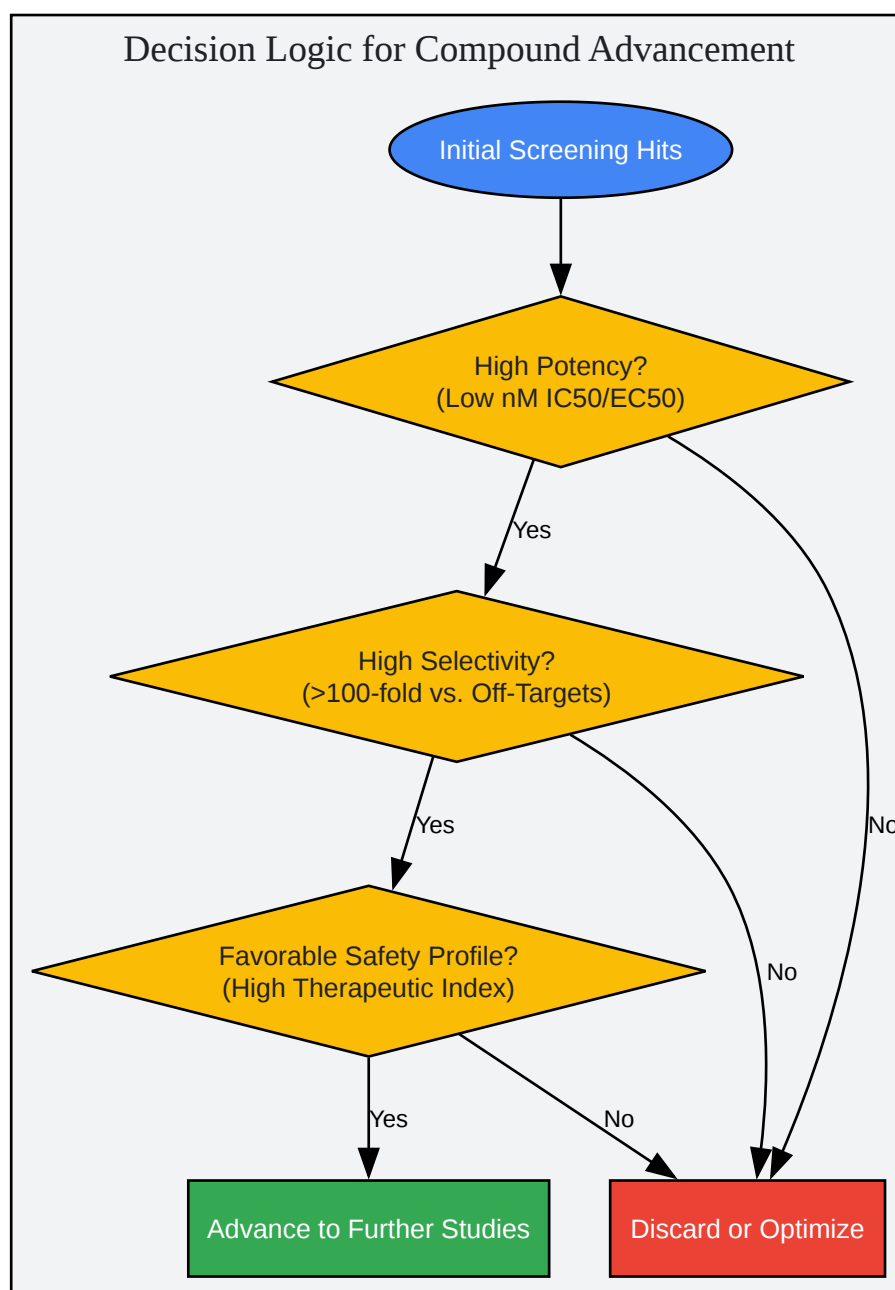 Decision Logic for Compound Advancement
Initial Screening Hits
High Potency?
(Low nM IC50/EC50)
Yes
No
High Selectivity?
(>100-fold vs. Off-Targets)
Yes
No
Favorable Safety Profile?
(High Therapeutic Index)
Yes
No
Advance to Further Studies
Discard or Optimize